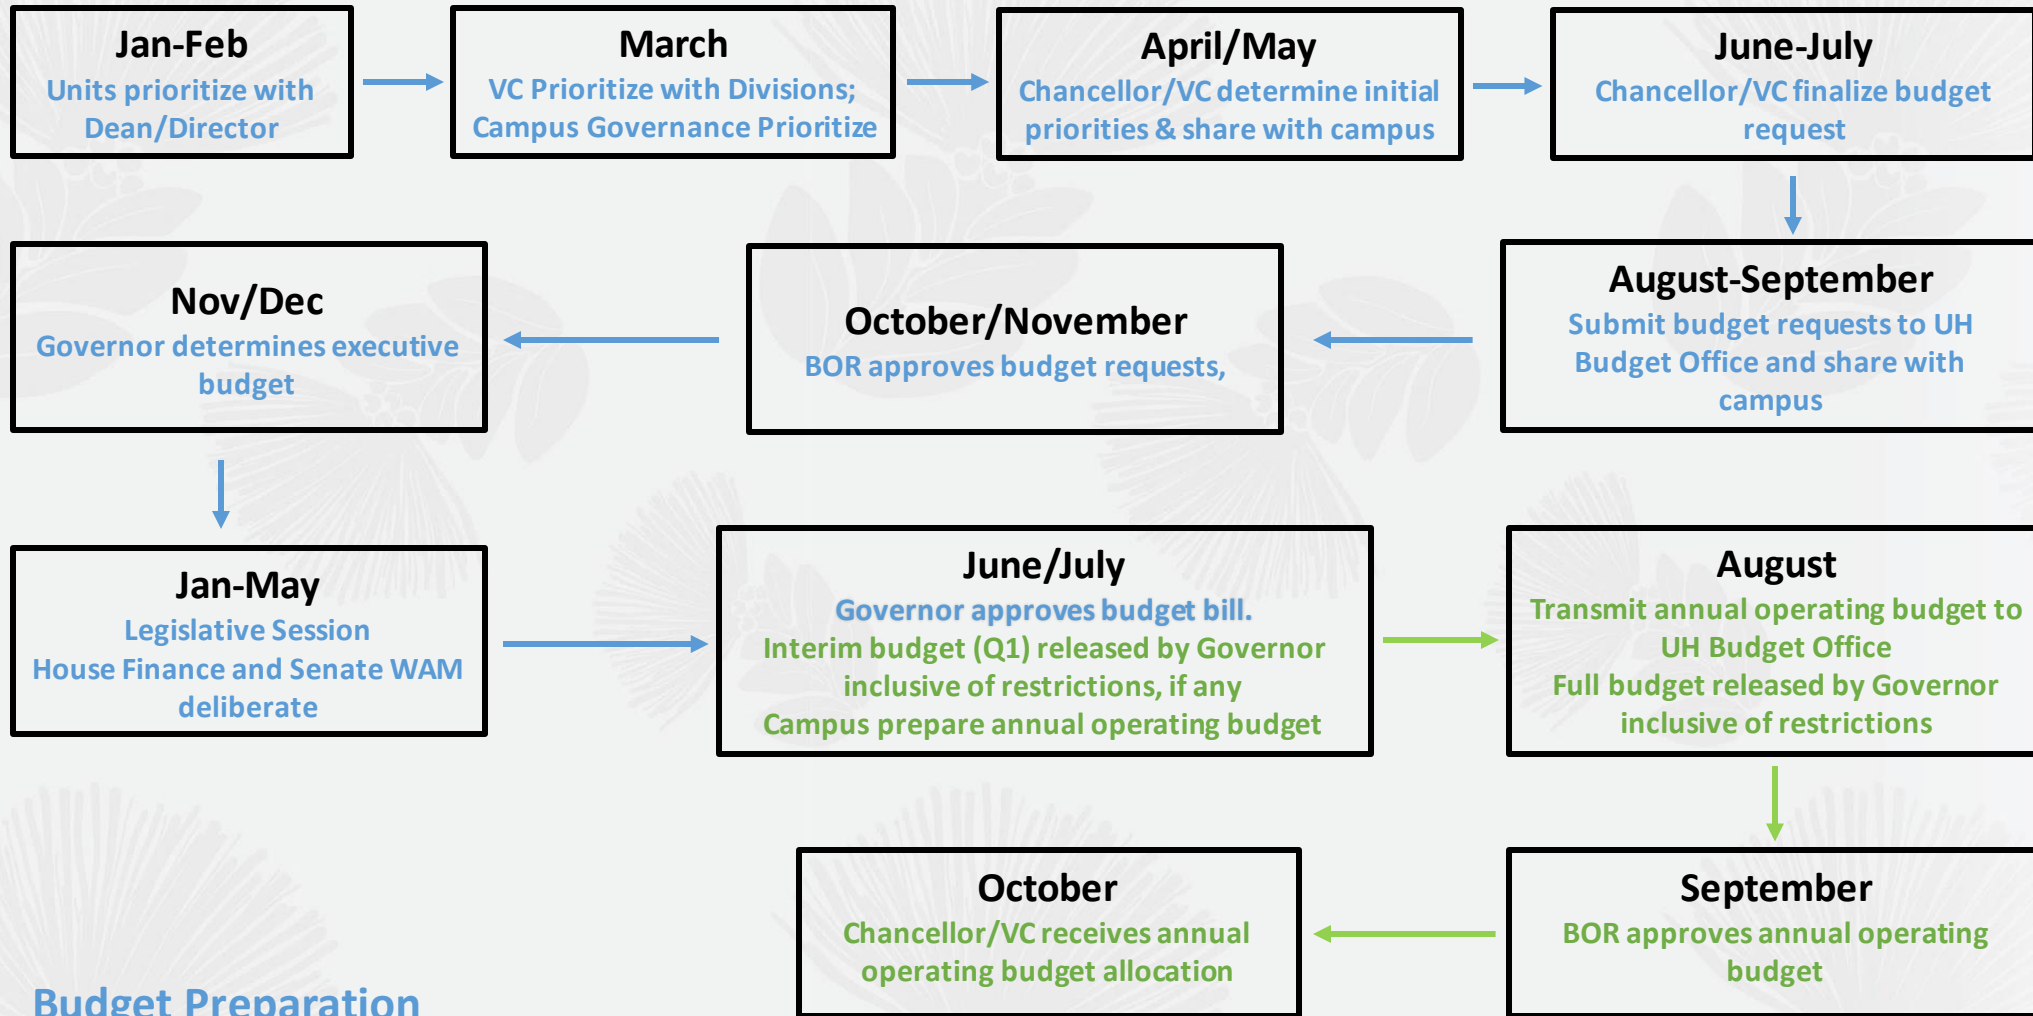 Jan-Feb
Units prioritize with
Dean/Director
March
VC Prioritize with Divisions;
Campus Governance Prioritize
April/May
Chancellor/VC determine initial
priorities & share with campus
June-July
Chancellor/VC finalize budget
request
August-September
Submit budget requests to UH
Budget Office and share with
campus
October/November
BOR approves budget requests,
Nov/Dec
Governor determines executive
budget
Jan-May
Legislative Session
House Finance and Senate WAM
deliberate
June/July
Governor approves budget bill.
Interim budget (Q1) released by Governor
inclusive of restrictions, if any
Campus prepare annual operating budget
August
Transmit annual operating budget to
UH Budget Office
Full budget released by Governor
inclusive of restrictions
September
BOR approves annual operating
budget
October
Chancellor/VC receives annual
operating budget allocation
Budget Preparation